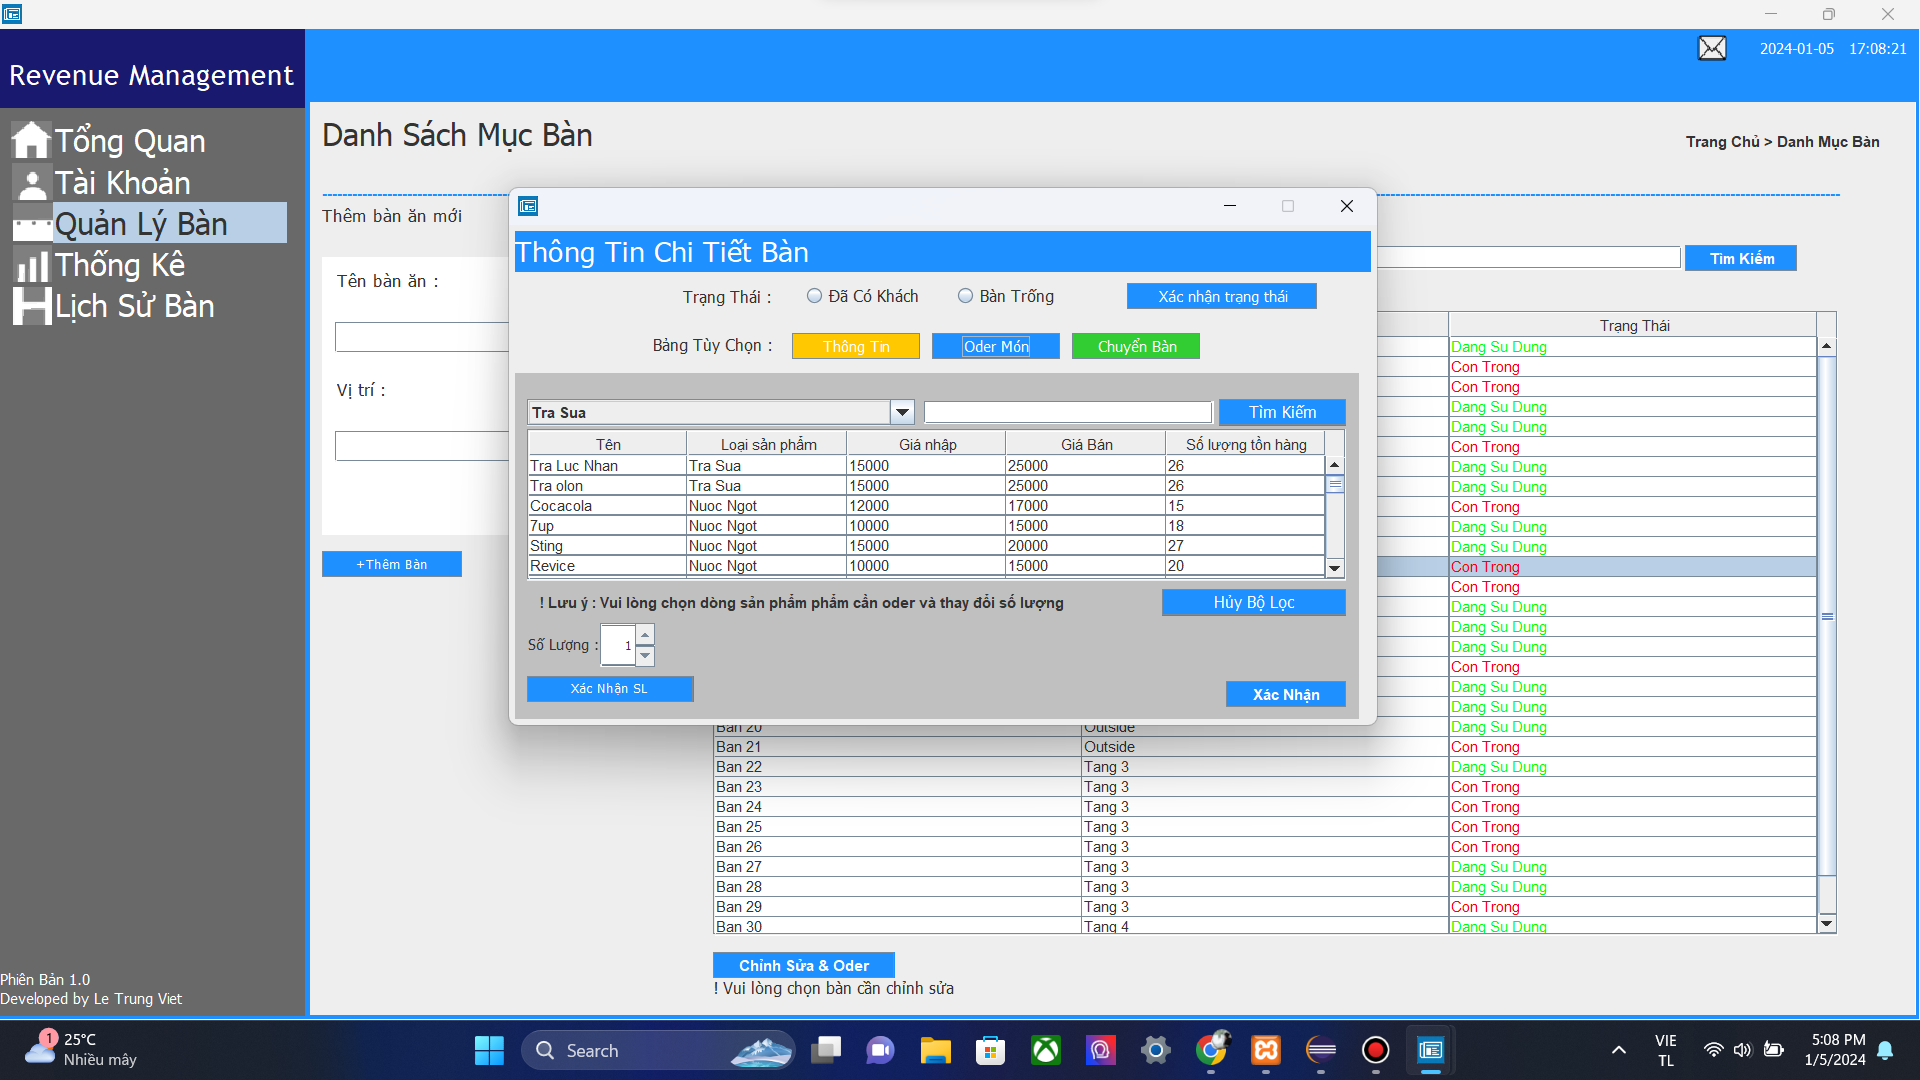 2024-01-05 17:08:21
Revenue Management
Tổng Quan
Tài Khoản
Quản Lý Bàn
Thống Kê
Lịch Sử Bàn
Phiên Bản 1.0
Developed by Le Trung Viet
Danh Sách Mục Bàn
Trang Chủ > Danh Mục Bàn
Thêm bàn ăn mới
Tên bàn ăn :
Vị trí :
+Thêm Bàn
Tìm Kiếm
Thông Tin Chi Tiết Bàn
Trạng Thái : Đã Có Khách Bàn Trống Xác nhận trạng thái
Bảng Tùy Chọn : Thông Tin Oder Món Chuyển Bàn
Tra Sua Tìm Kiếm
Tên Loại sản phẩm Giá nhập Giá Bán Số lượng tồn hàng
Tra Luc Nhan Tra Sua 15000 25000 26
Tra olon Tra Sua 15000 25000 26
Cocacola Nuoc Ngot 12000 17000 15
7up Nuoc Ngot 10000 15000 18
Sting Nuoc Ngot 15000 20000 27
Revice Nuoc Ngot 10000 15000 20
! Lưu ý : Vui lòng chọn dòng sản phẩm phẩm cần oder và thay đổi số lượng
Hủy Bộ Lọc
Số Lượng : 1
Xác Nhận SL
Xác Nhận
Trạng Thái
Dang Su Dung
Con Trong
Con Trong
Dang Su Dung
Dang Su Dung
Con Trong
Dang Su Dung
Dang Su Dung
Con Trong
Dang Su Dung
Dang Su Dung
Con Trong
Con Trong
Dang Su Dung
Dang Su Dung
Dang Su Dung
Con Trong
Dang Su Dung
Dang Su Dung
Ban 20 Outside Dang Su Dung
Ban 21 Outside Con Trong
Ban 22 Tang 3 Dang Su Dung
Ban 23 Tang 3 Con Trong
Ban 24 Tang 3 Con Trong
Ban 25 Tang 3 Con Trong
Ban 26 Tang 3 Con Trong
Ban 27 Tang 3 Dang Su Dung
Ban 28 Tang 3 Dang Su Dung
Ban 29 Tang 3 Con Trong
Ban 30 Tang 4 Dang Su Dung
Chỉnh Sửa & Oder
! Vui lòng chọn bàn cần chỉnh sửa
1
25°C
Nhiều mây
Search
VIE
TL
5:08 PM
1/5/2024